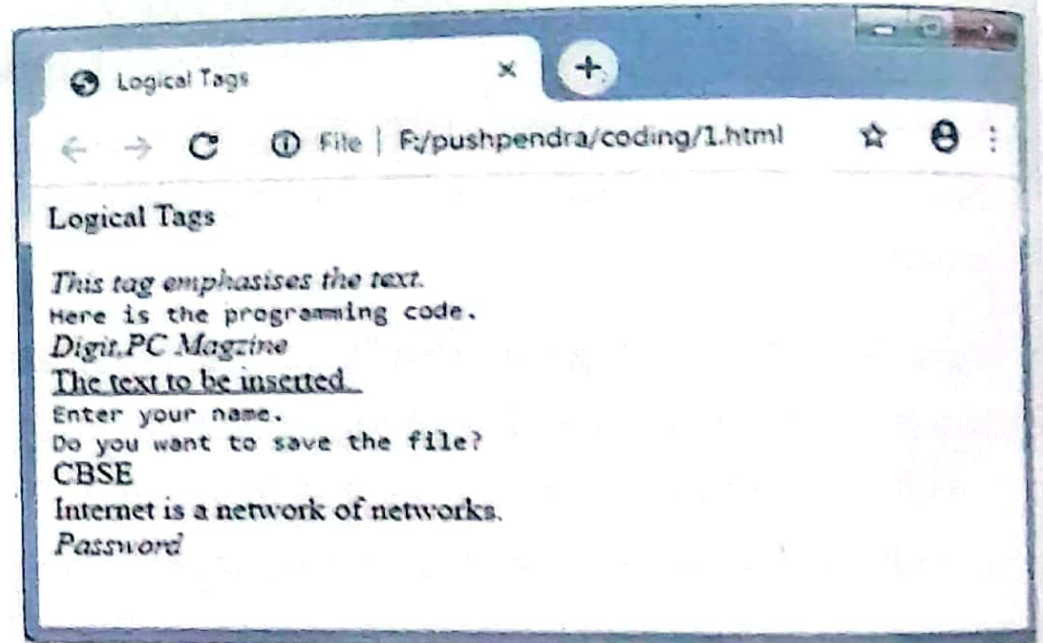 Logical Tags
File | F:/pushpendra/coding/1.html
Logical Tags
This tag emphasises the text.
Here is the programming code.
Digit,PC Magzine
The text to be inserted.
Enter your name.
Do you want to save the file?
CBSE
Internet is a network of networks.
Password